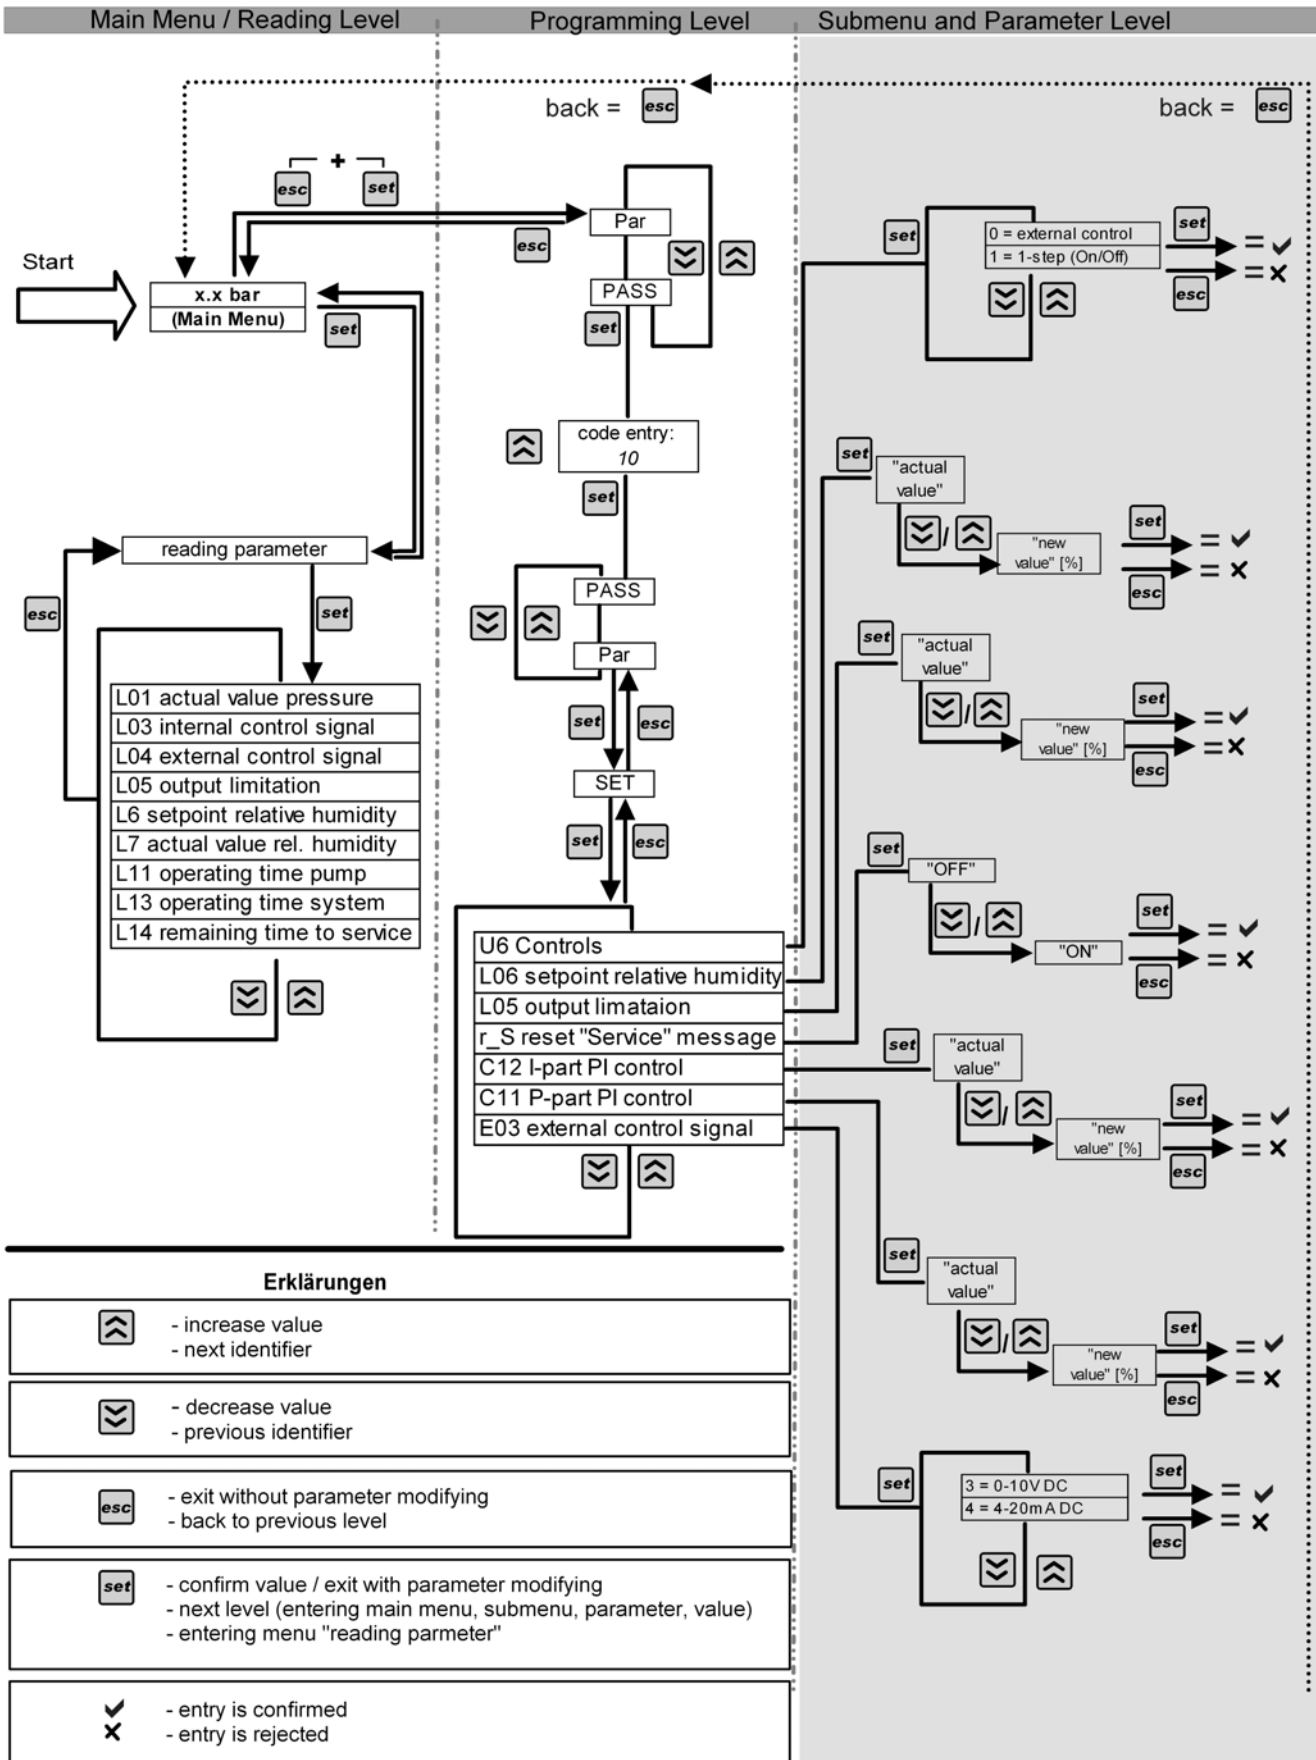 Main Menu / Reading Level
Programming Level
Submenu and Parameter Level
back = esc
back = esc
+
esc
set
Start
x.x bar
(Main Menu)
set
esc
reading parameter
esc
set
L01 actual value pressure
L03 internal control signal
L04 external control signal
L05 output limitation
L6 setpoint relative humidity
L7 actual value rel. humidity
L11 operating time pump
L13 operating time system
L14 remaining time to service
Par
PASS
set
code entry:
10
set
PASS
Par
set
esc
SET
set
esc
U6 Controls
L06 setpoint relative humidity
L05 output limataion
r_S reset "Service" message
C12 I-part PI control
C11 P-part PI control
E03 external control signal
set
0 = external control
1 = 1-step (On/Off)
set
= ✓
= ×
esc
set
"actual
value"
/
"new
value" [%]
set
= ✓
= ×
esc
set
"actual
value"
/
"new
value" [%]
set
= ✓
= ×
esc
set
"OFF"
/
"ON"
set
= ✓
= ×
esc
set
"actual
value"
/
"new
value" [%]
set
= ✓
= ×
esc
set
"actual
value"
/
"new
value" [%]
set
= ✓
= ×
esc
set
3 = 0-10V DC
4 = 4-20mA DC
set
= ✓
= ×
esc
Erklärungen
- increase value
- next identifier
- decrease value
- previous identifier
esc
- exit without parameter modifying
- back to previous level
set
- confirm value / exit with parameter modifying
- next level (entering main menu, submenu, parameter, value)
- entering menu "reading parmeter"
✓ - entry is confirmed
× - entry is rejected